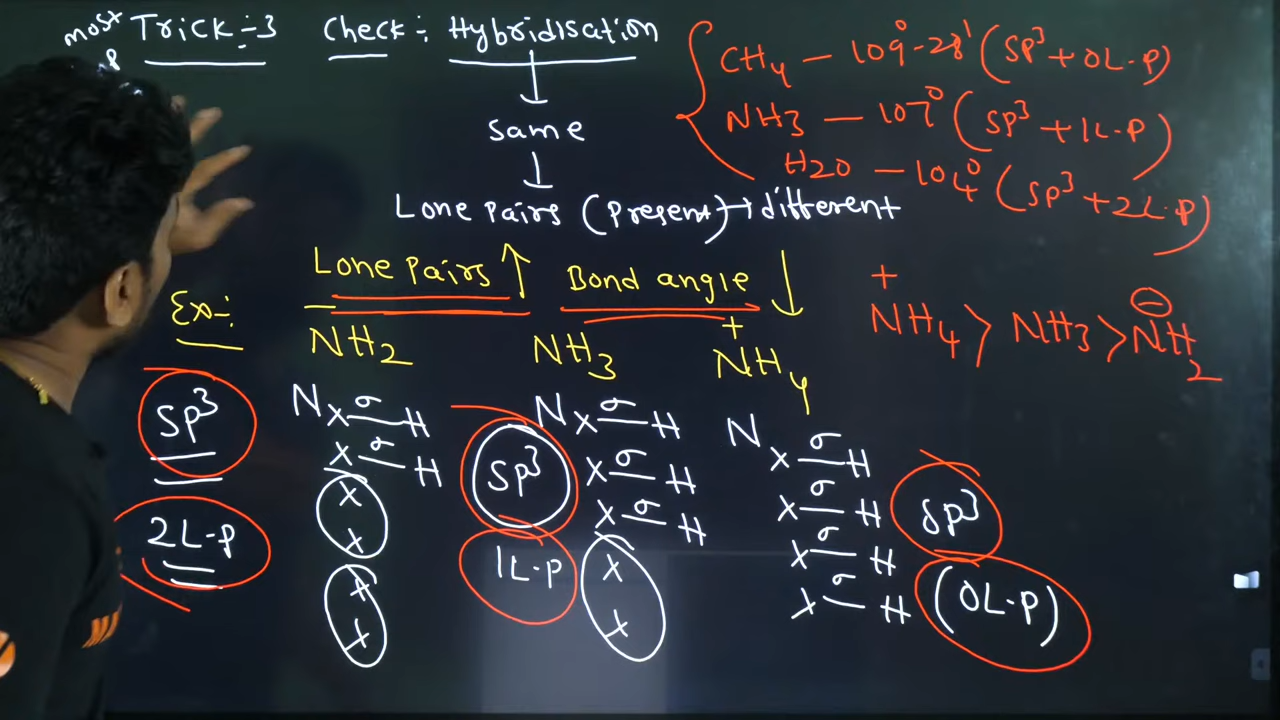 most Trick:-3 Check:- Hybridisation
p
Same
Lone pairs (present)→different
Lone pairs ↑ Bond angle ↓
Ex:- N̄H2 NH3 ⁺NH4
CH4 – 109°-28' (SP³+0L.P)
NH3 – 107° (SP³+1L.P)
H2O – 104° (SP³+2L.P)
⁺NH4 > NH3 > ⊖NH2
SP³
2L-p
N x σ H
x σ H
x
x
x
x
SP³
1L-p
N x σ H
x σ H
x σ H
x
x
N x σ H
x σ H
x σ H
x σ H
SP³
(0L-p)